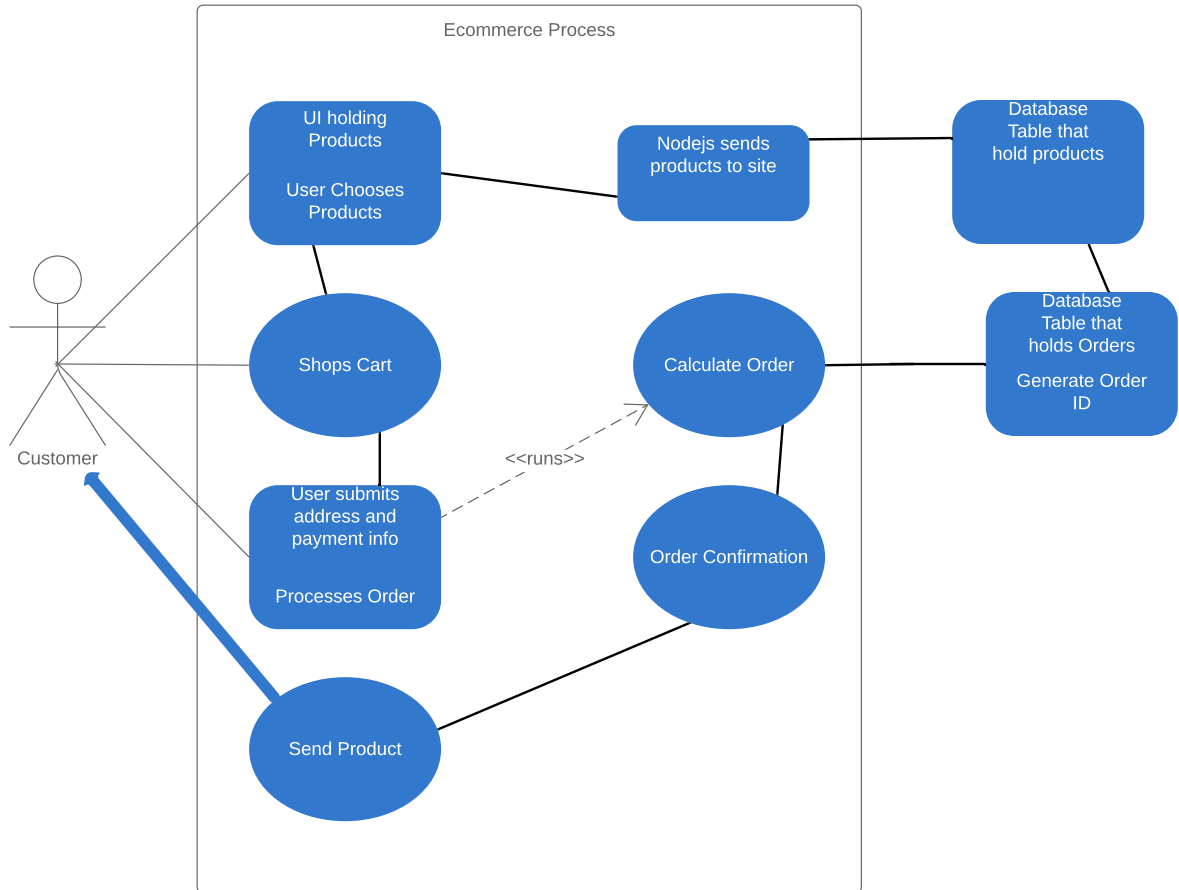 Ecommerce Process
UI holding
Products
User Chooses
Products
Nodejs sends
products to site
Database
Table that
hold products
Shops Cart
Calculate Order
Database
Table that
holds Orders
Generate Order
ID
Customer
<<runs>>
User submits
address and
payment info
Processes Order
Order Confirmation
Send Product